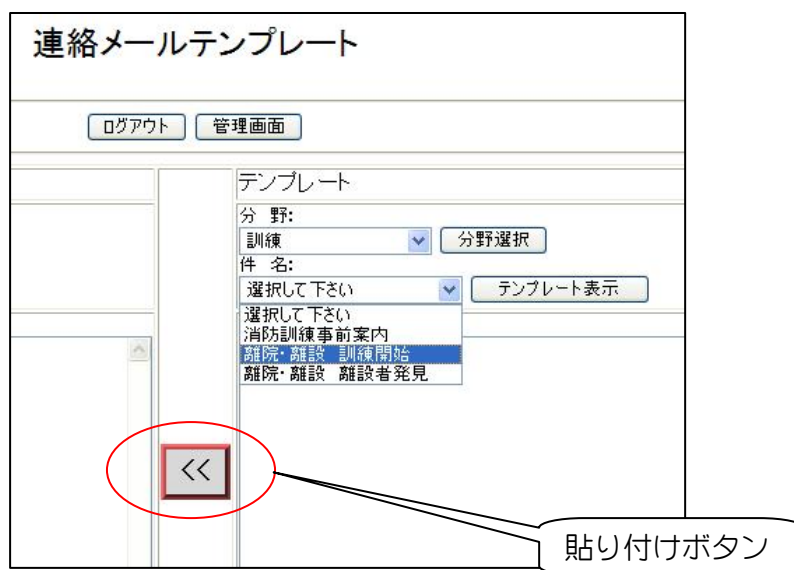 連絡メールテンプレート
ログアウト 管理画面
テンプレート
分 野:
訓練 分野選択
件 名:
選択して下さい テンプレート表示
選択して下さい
消防訓練事前案内
離院・離設 訓練開始
離院・離設 離設者発見
<<
貼り付けボタン